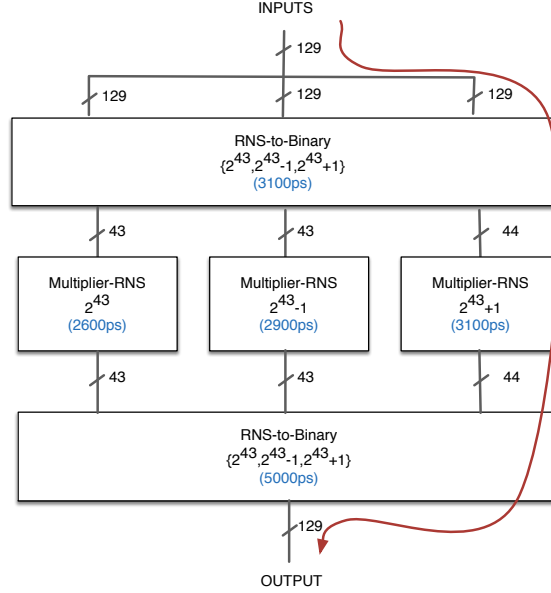 INPUTS
129
129 129 129
RNS-to-Binary
{2^43,2^43-1,2^43+1}
(3100ps)
43 43 44
Multiplier-RNS Multiplier-RNS Multiplier-RNS
2^43 2^43-1 2^43+1
(2600ps) (2900ps) (3100ps)
43 43 44
RNS-to-Binary
{2^43,2^43-1,2^43+1}
(5000ps)
129
OUTPUT